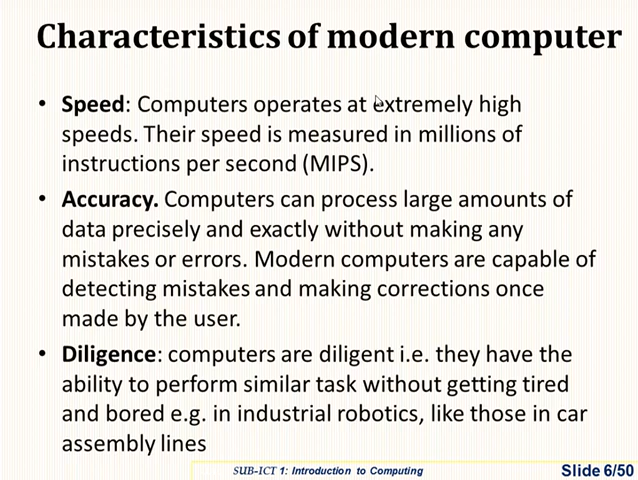 Characteristics of modern computer
• Speed: Computers operates at extremely high
speeds. Their speed is measured in millions of
instructions per second (MIPS).
• Accuracy. Computers can process large amounts of
data precisely and exactly without making any
mistakes or errors. Modern computers are capable of
detecting mistakes and making corrections once
made by the user.
• Diligence: computers are diligent i.e. they have the
ability to perform similar task without getting tired
and bored e.g. in industrial robotics, like those in car
assembly lines
SUB-ICT 1: Introduction to Computing
Slide 6/50